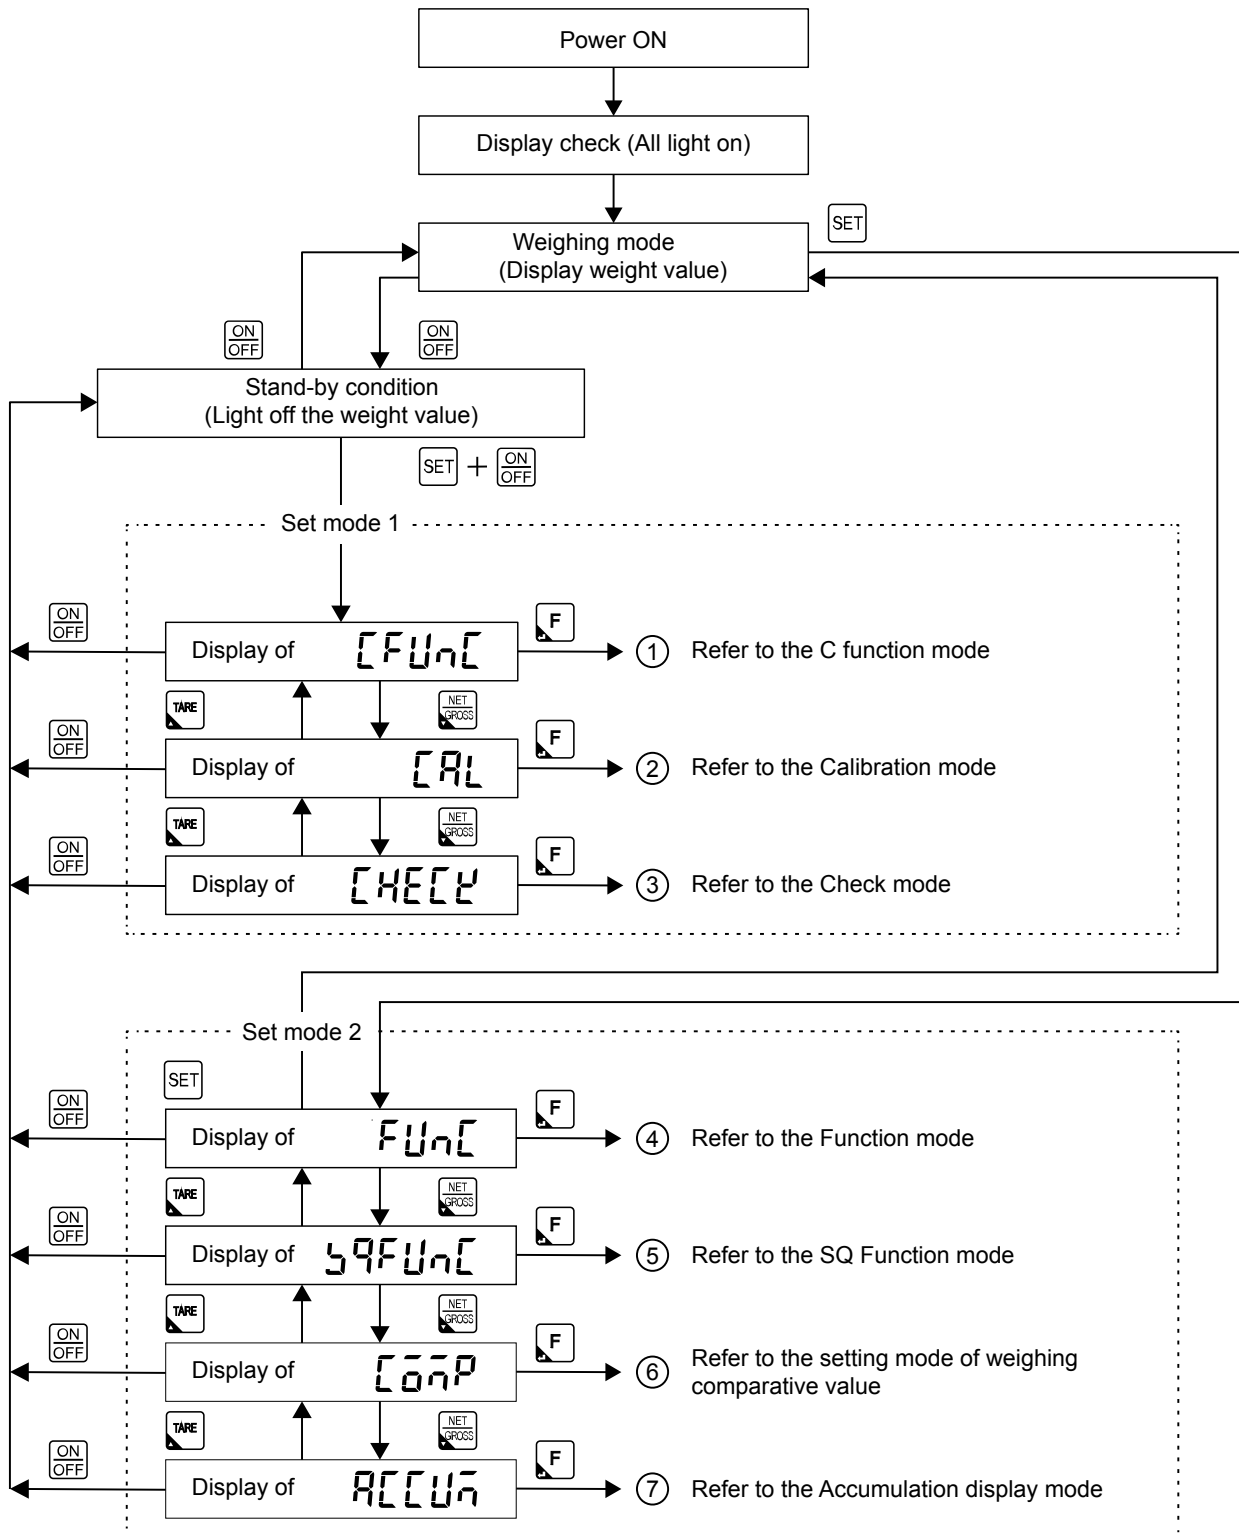 Power ON
Display check (All light on)
SET
Weighing mode
(Display weight value)
ON
OFF
ON
OFF
Stand-by condition
(Light off the weight value)
SET + ON
OFF
Set mode 1
ON
OFF
Display of CFUnC
F
① Refer to the C function mode
TARE
NET
GROSS
ON
OFF
Display of CAL
F
② Refer to the Calibration mode
TARE
NET
GROSS
ON
OFF
Display of CHECK
F
③ Refer to the Check mode
Set mode 2
SET
ON
OFF
Display of FUnC
F
④ Refer to the Function mode
TARE
NET
GROSS
ON
OFF
Display of SqFUnC
F
⑤ Refer to the SQ Function mode
TARE
NET
GROSS
ON
OFF
Display of ComP
F
⑥ Refer to the setting mode of weighing
comparative value
TARE
NET
GROSS
ON
OFF
Display of ACCUm
F
⑦ Refer to the Accumulation display mode